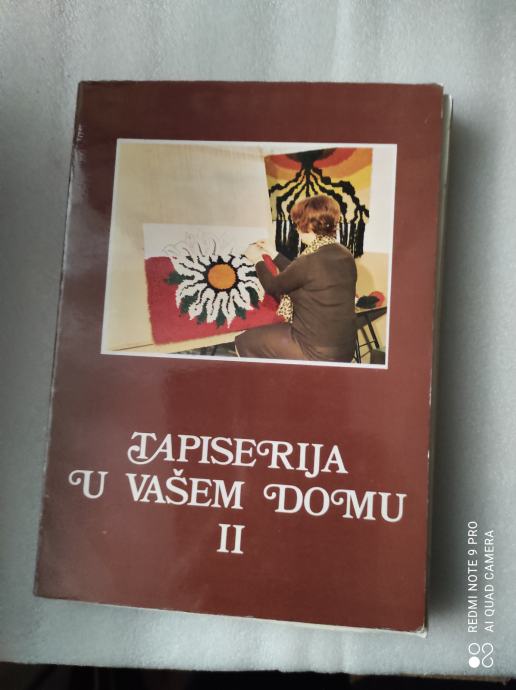 TAPISERIJA
U VAŠEM DOMU
II
REDMI NOTE 9 PRO
AI QUAD CAMERA